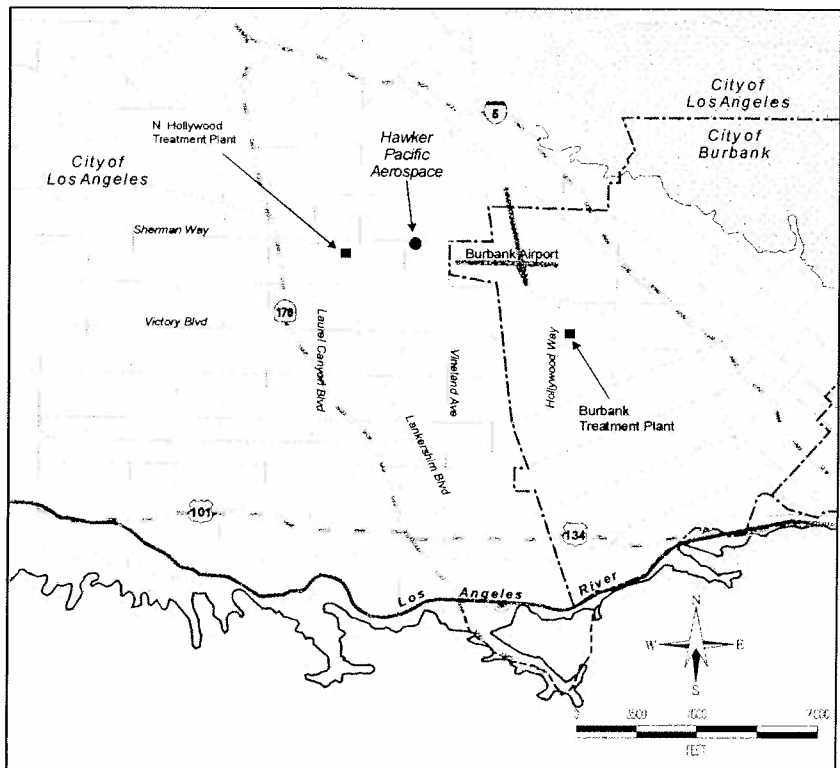 City of
Los Angeles
City of
Burbank
5
N Hollywood
Treatment Plant
Hawker
Pacific
Aerospace
City of
Los Angeles
Sherman Way
Burbank Airport
170
Victory Blvd
Laurel Canyon Blvd
Vineland Ave
Hollywood Way
Burbank
Treatment Plant
Lankershim Blvd
101
134
Los Angeles River
N
W E
S
0
FEET